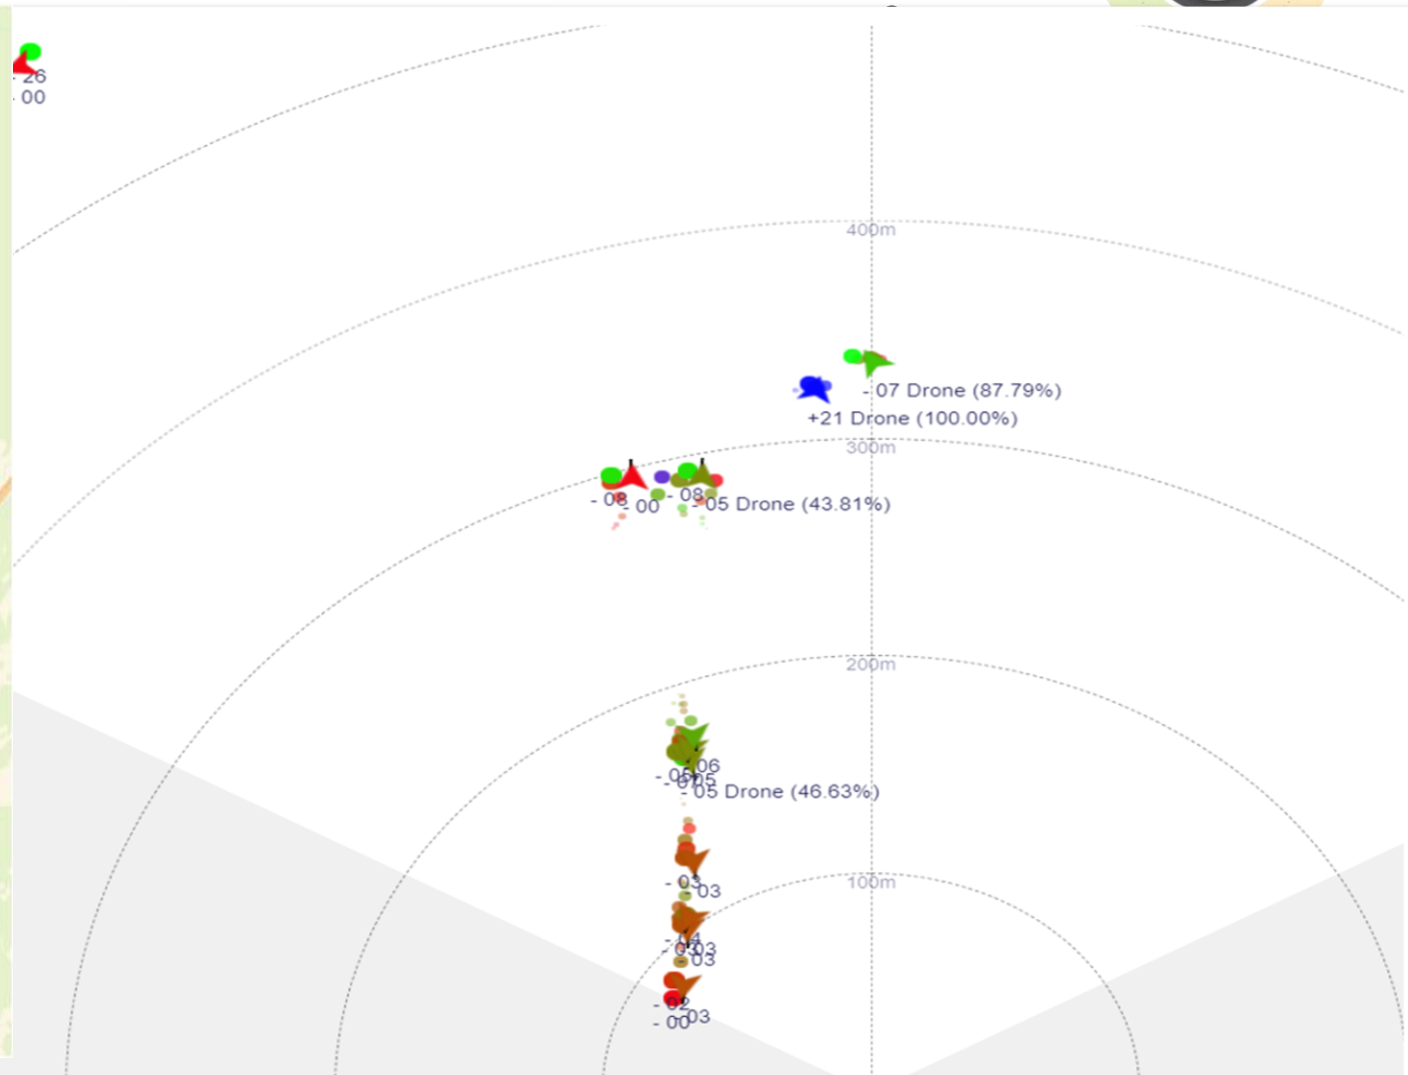 - 26
- 00
400m
- 07 Drone (87.79%)
+21 Drone (100.00%)
300m
- 08
- 00
- 08
- 05 Drone (43.81%)
200m
- 05 Drone (46.63%)
100m
- 03
03
03
- 02
03
- 00